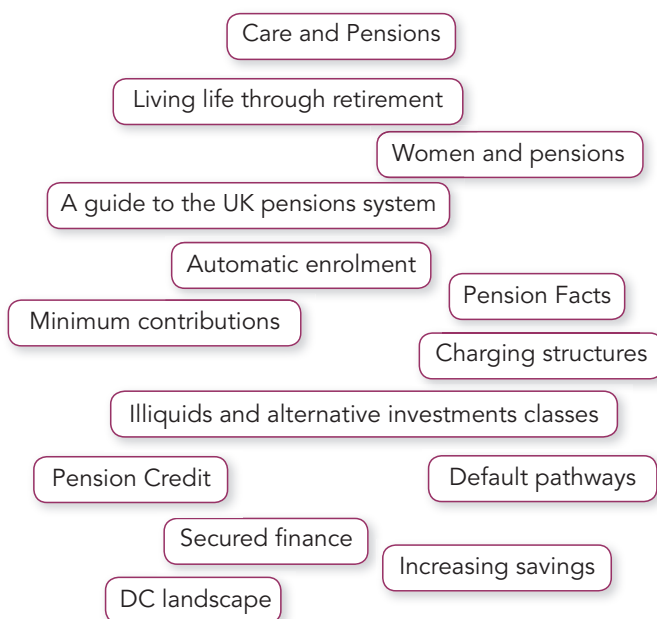 Care and Pensions
Living life through retirement
Women and pensions
A guide to the UK pensions system
Automatic enrolment
Pension Facts
Minimum contributions
Charging structures
Illiquids and alternative investments classes
Pension Credit
Default pathways
Secured finance
Increasing savings
DC landscape